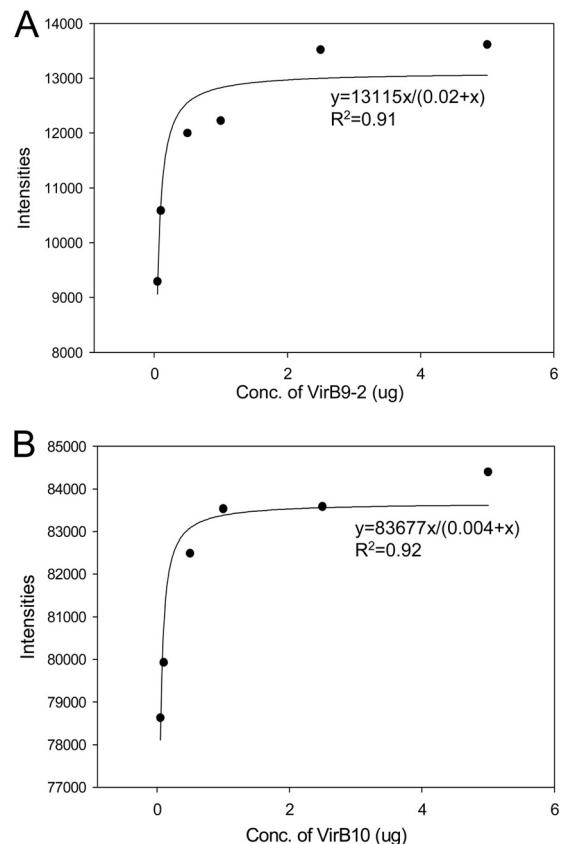 A
14000
13000
12000
11000
10000
9000
8000
Intensities
y=13115x/(0.02+x)
R²=0.91
0 2 4 6
Conc. of VirB9-2 (ug)
B
85000
84000
83000
82000
81000
80000
79000
78000
77000
Intensities
y=83677x/(0.004+x)
R²=0.92
0 2 4 6
Conc. of VirB10 (ug)